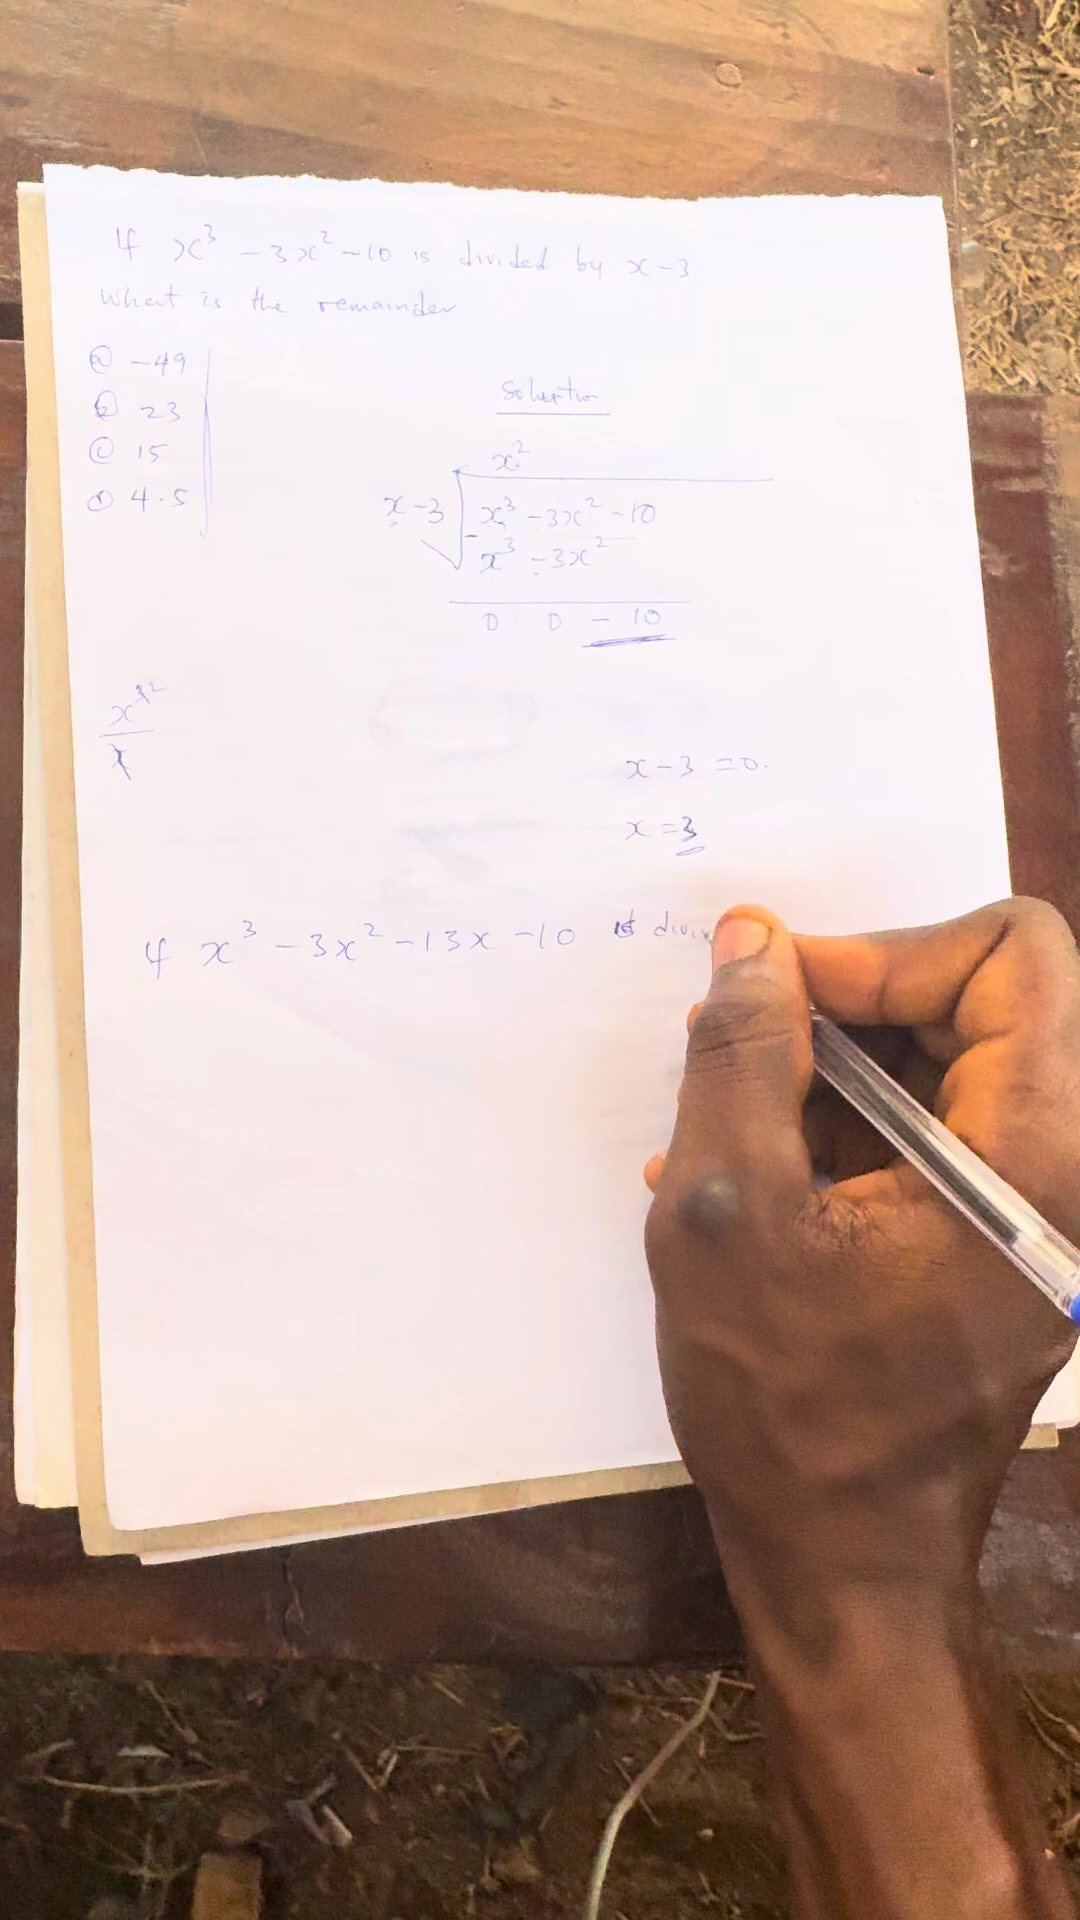 If x³ - 3x² - 10 is divided by x - 3
What is the remainder
ⓐ -49
ⓑ 23
ⓒ 15
ⓓ 4.5
Solution
x²
x - 3 x³ - 3x² - 10
- x³ - 3x²
0 0 - 10
x³ ²
x
x - 3 = 0.
x = 3
If x³ - 3x² - 13x - 10 is divi